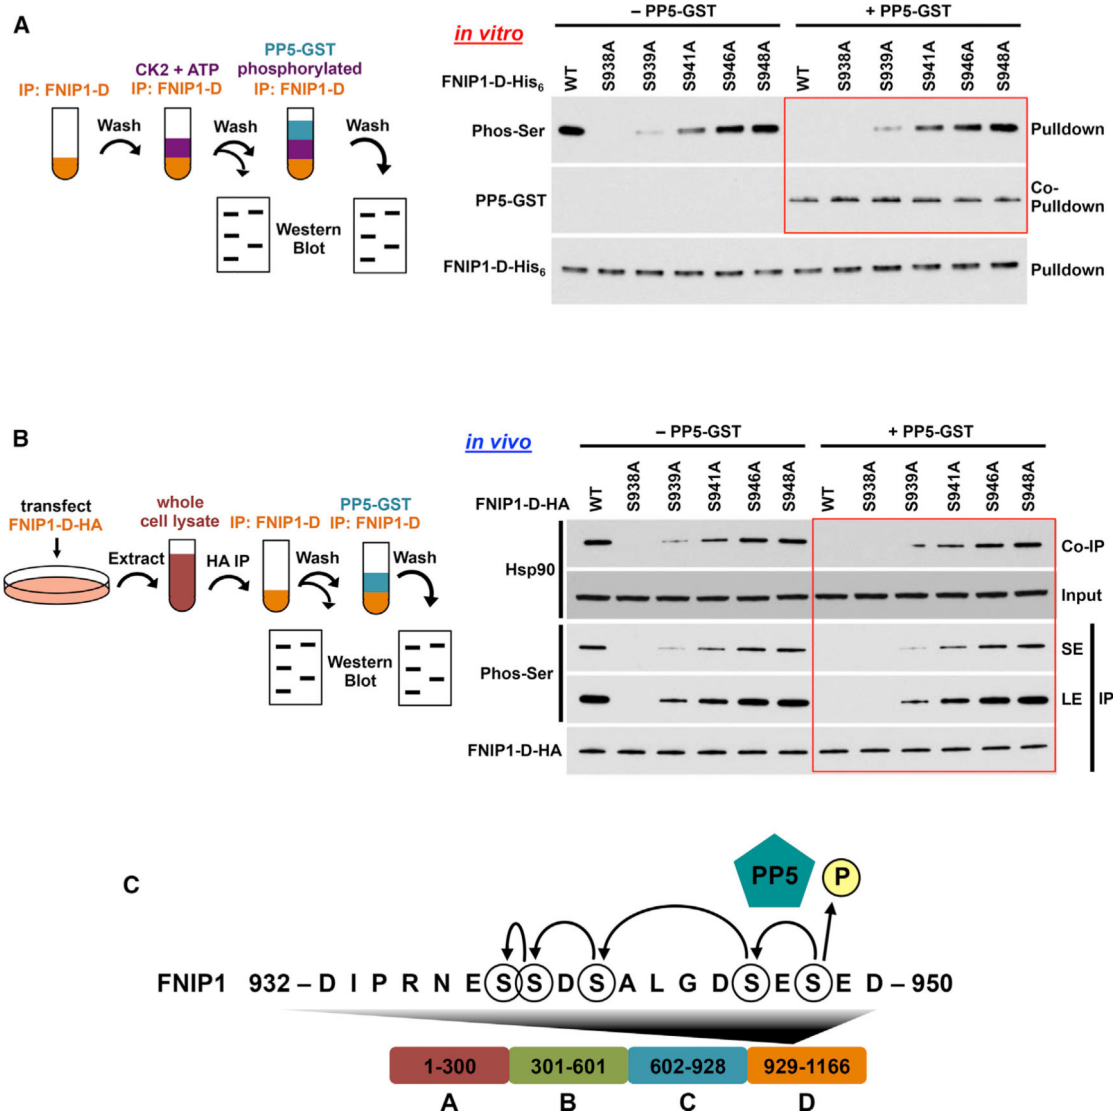 A
in vitro
– PP5-GST
+ PP5-GST
IP: FNIP1-D
CK2 + ATP
IP: FNIP1-D
PP5-GST
phosphorylated
IP: FNIP1-D
Wash
Wash
Wash
Western
Blot
FNIP1-D-His6
WT S938A S939A S941A S946A S948A WT S938A S939A S941A S946A S948A
Phos-Ser
Pulldown
PP5-GST
Co-
Pulldown
FNIP1-D-His6
Pulldown
B
in vivo
– PP5-GST
+ PP5-GST
transfect
FNIP1-D-HA
whole
cell lysate
IP: FNIP1-D
PP5-GST
IP: FNIP1-D
Extract
HA IP
Wash
Wash
Western
Blot
FNIP1-D-HA
WT S938A S939A S941A S946A S948A WT S938A S939A S941A S946A S948A
Hsp90
Co-IP
Input
Phos-Ser
SE
LE
IP
FNIP1-D-HA
C
PP5
P
FNIP1 932 – D I P R N E S S D S A L G D S E S E D – 950
1-300 301-601 602-928 929-1166
A B C D